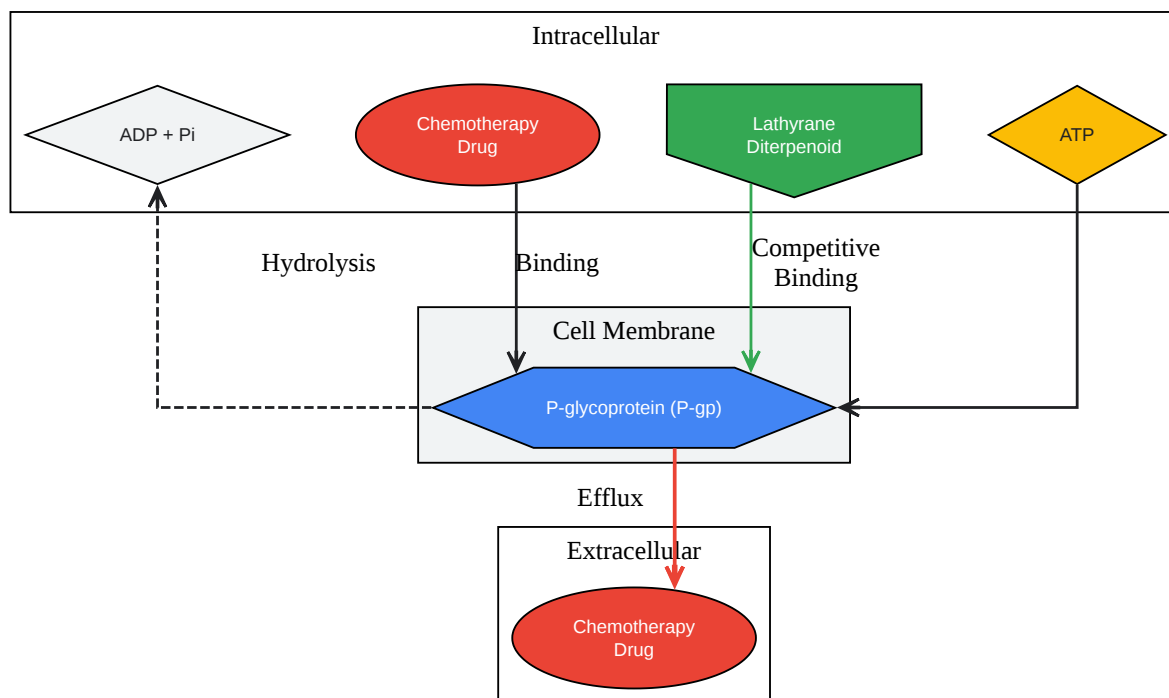 Intracellular
ADP + Pi
Chemotherapy
Drug
Lathyrane
Diterpenoid
ATP
Hydrolysis
Binding
Competitive
Binding
Cell Membrane
P-glycoprotein (P-gp)
Efflux
Extracellular
Chemotherapy
Drug